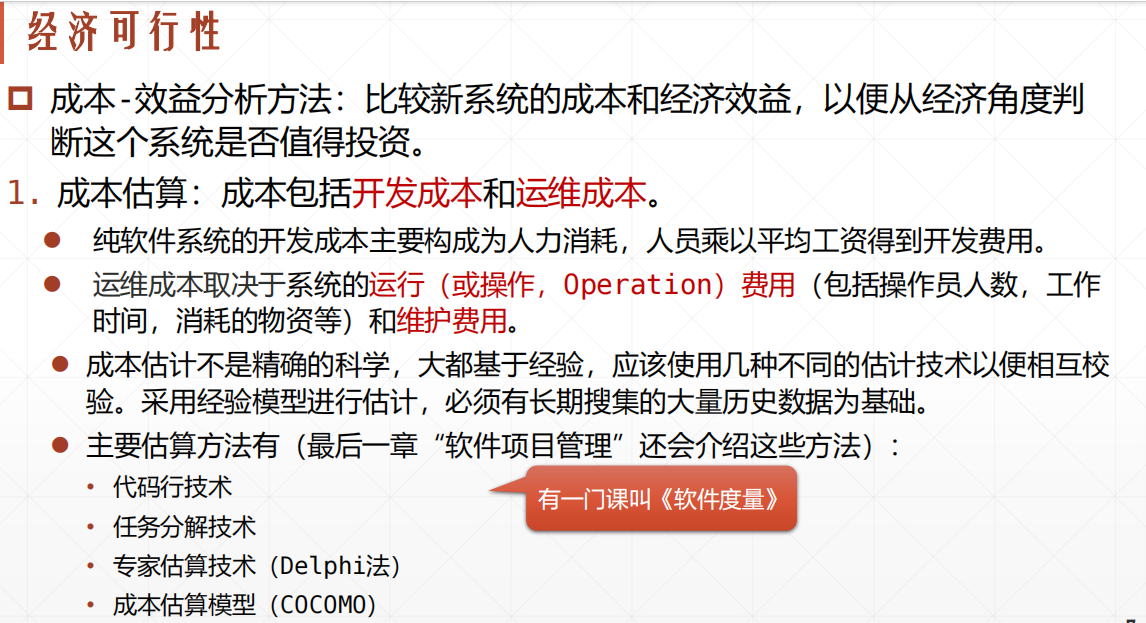 经济可行性
成本-效益分析方法：比较新系统的成本和经济效益，以便从经济角度判
断这个系统是否值得投资。
1. 成本估算：成本包括开发成本和运维成本。
纯软件系统的开发成本主要构成为人力消耗，人员乘以平均工资得到开发费用。
运维成本取决于系统的运行（或操作，Operation）费用（包括操作员人数，工作
时间，消耗的物资等）和维护费用。
成本估计不是精确的科学，大都基于经验，应该使用几种不同的估计技术以便相互校
验。采用经验模型进行估计，必须有长期搜集的大量历史数据为基础。
主要估算方法有（最后一章“软件项目管理”还会介绍这些方法）：
代码行技术
有一门课叫《软件度量》
任务分解技术
专家估算技术（Delphi法）
成本估算模型（COCOMO）